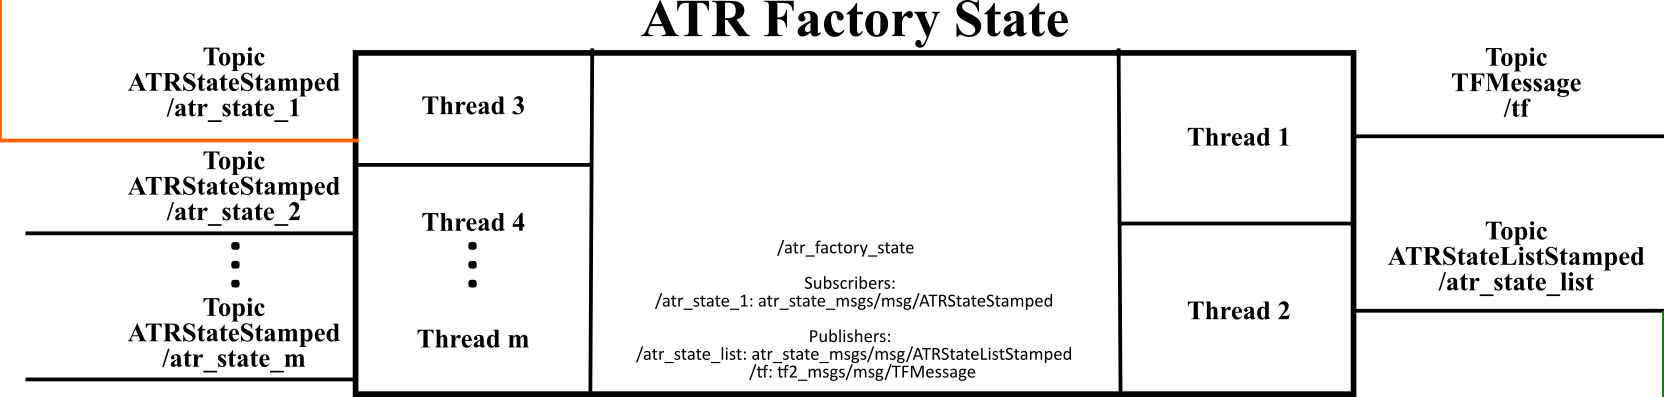 ATR Factory State
Topic
ATRStateStamped
/atr_state_1
Topic
ATRStateStamped
/atr_state_2
Topic
ATRStateStamped
/atr_state_m
Thread 3
Thread 4
Thread m
/atr_factory_state
Subscribers:
/atr_state_1: atr_state_msgs/msg/ATRStateStamped
Publishers:
/atr_state_list: atr_state_msgs/msg/ATRStateListStamped
/tf: tf2_msgs/msg/TFMessage
Thread 1
Thread 2
Topic
TFMessage
/tf
Topic
ATRStateListStamped
/atr_state_list